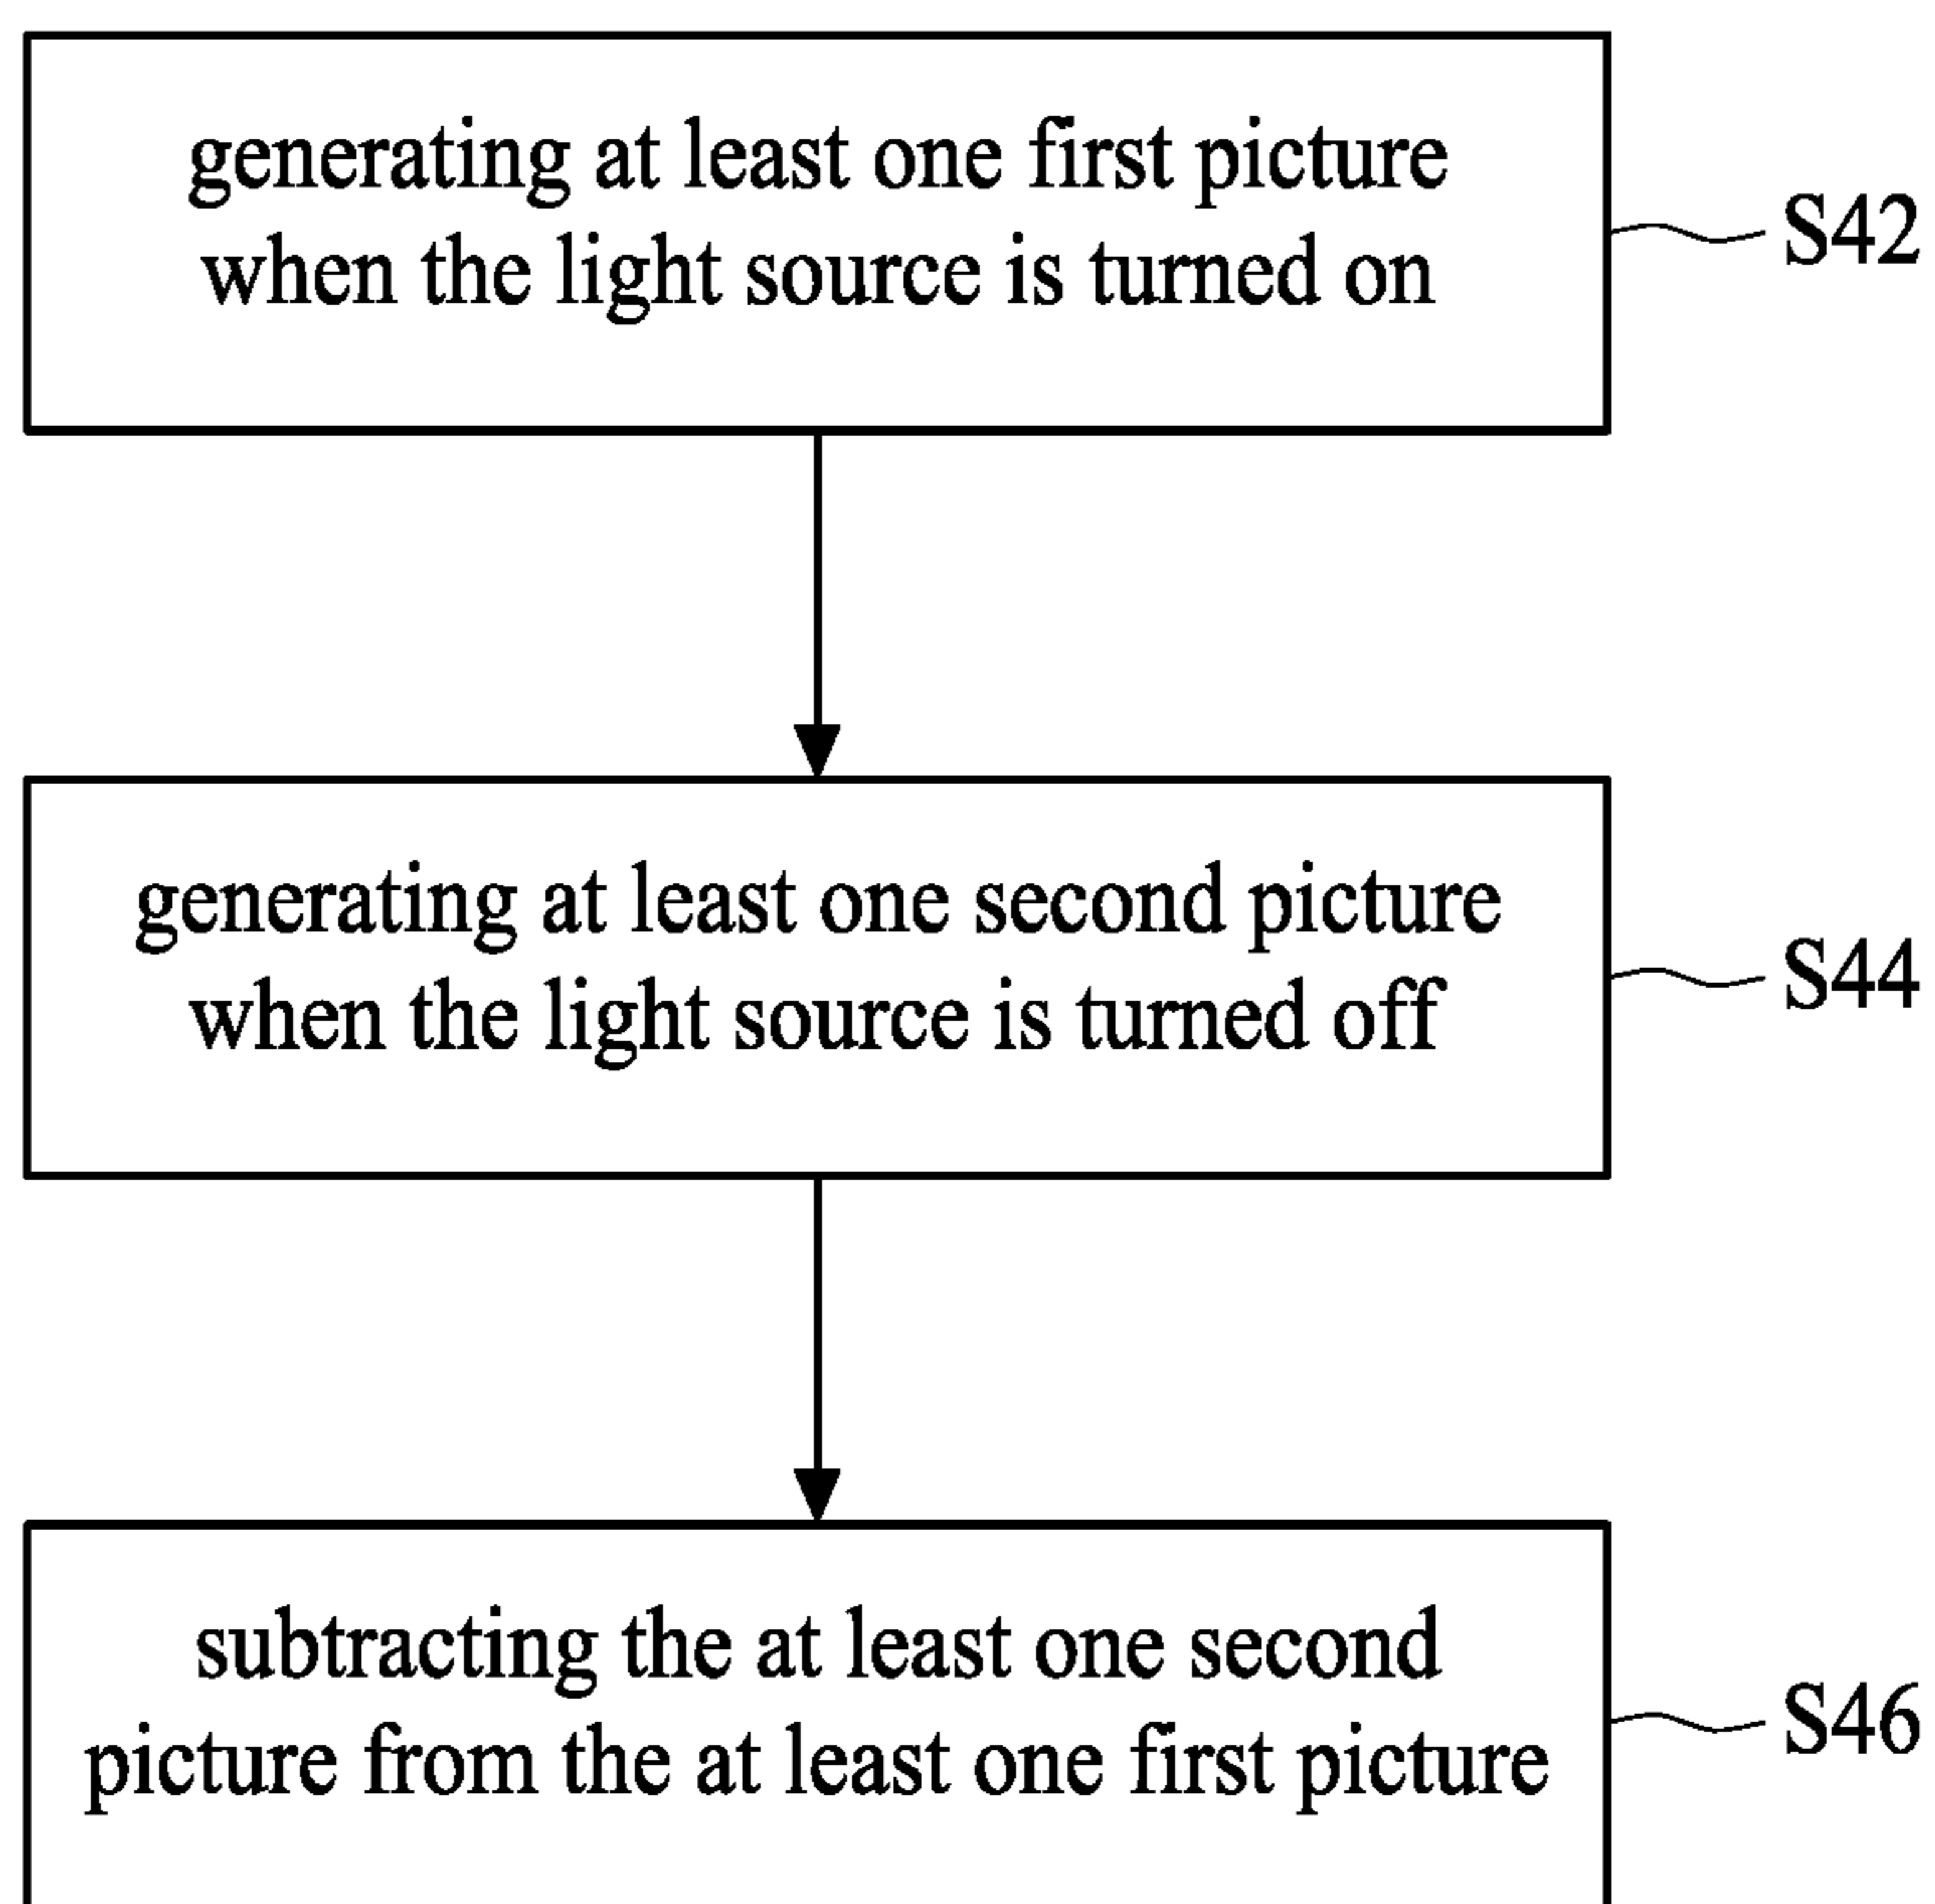 generating at least one first picture
when the light source is turned on
S42
generating at least one second picture
when the light source is turned off
S44
subtracting the at least one second
picture from the at least one first picture
S46